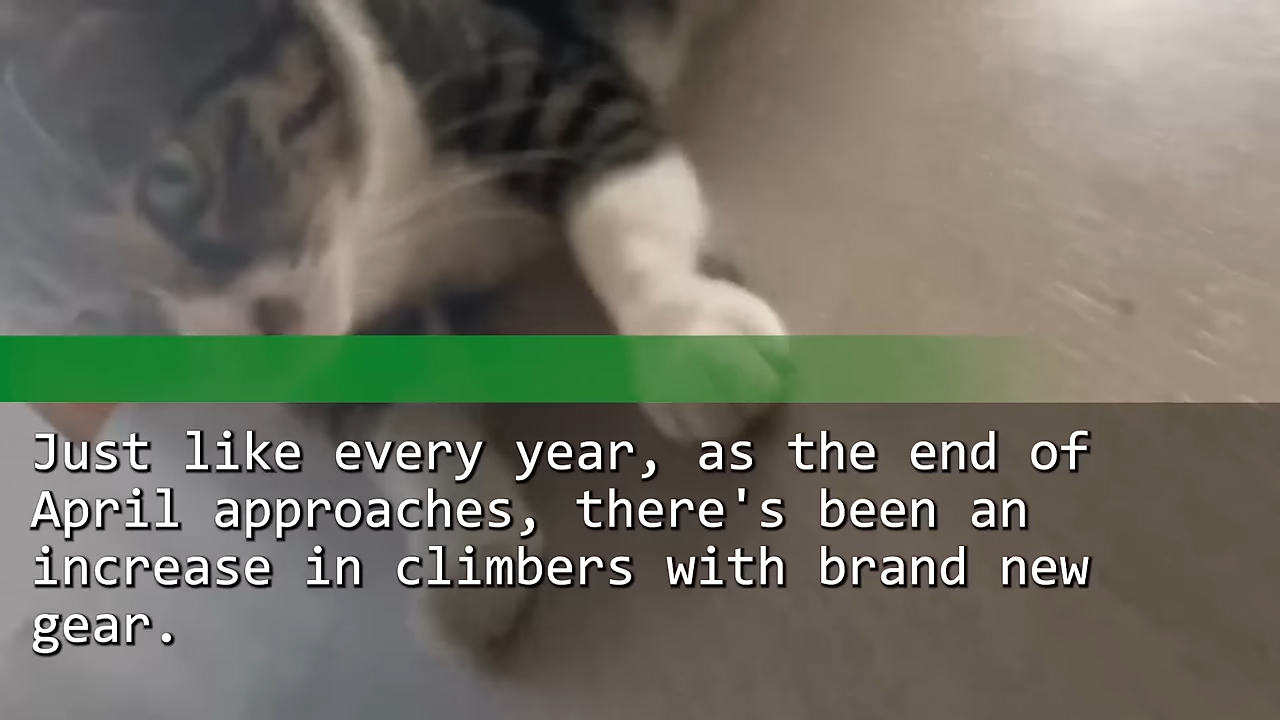 Just like every year, as the end of
April approaches, there's been an
increase in climbers with brand new
gear.